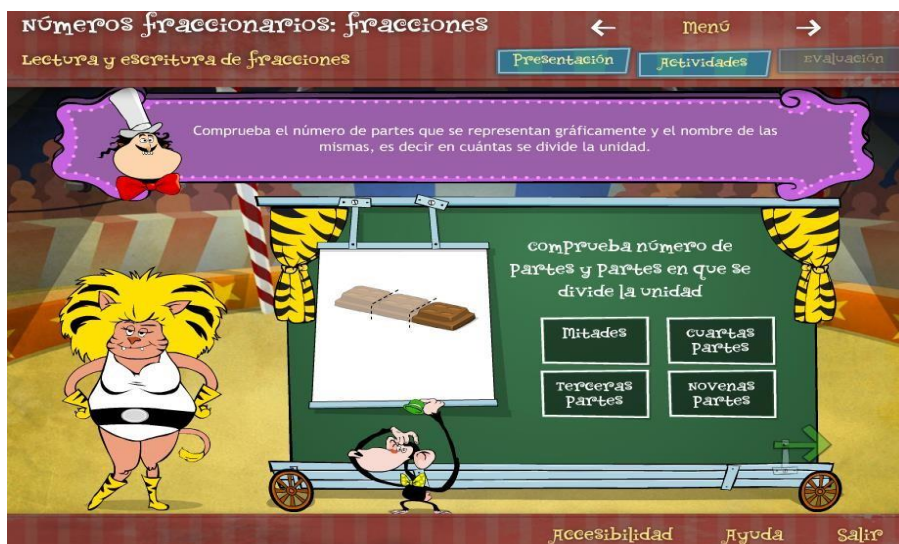 Números fraccionarios: fracciones
Menú
Lectura y escritura de fracciones
Presentación
Actividades
Evaluación
Comprueba el número de partes que se representan gráficamente y el nombre de las
mismas, es decir en cuántas se divide la unidad.
comprueba número de
partes y partes en que se
divide la unidad
Mitades
cuartas
partes
Terceras
partes
Novenas
partes
Accesibilidad
Ayuda
Salir